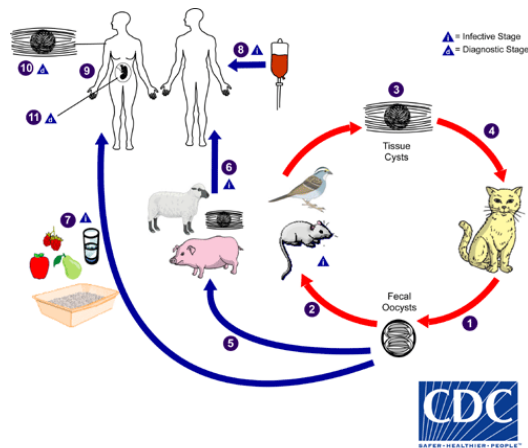 8 i
i = Infective Stage
d = Diagnostic Stage
10 d
9
11 d
3
Tissue
Cysts
4
6
i
7 i
i
Fecal
Oocysts
2
1
5
CDC
SAFER·HEALTHIER·PEOPLE™